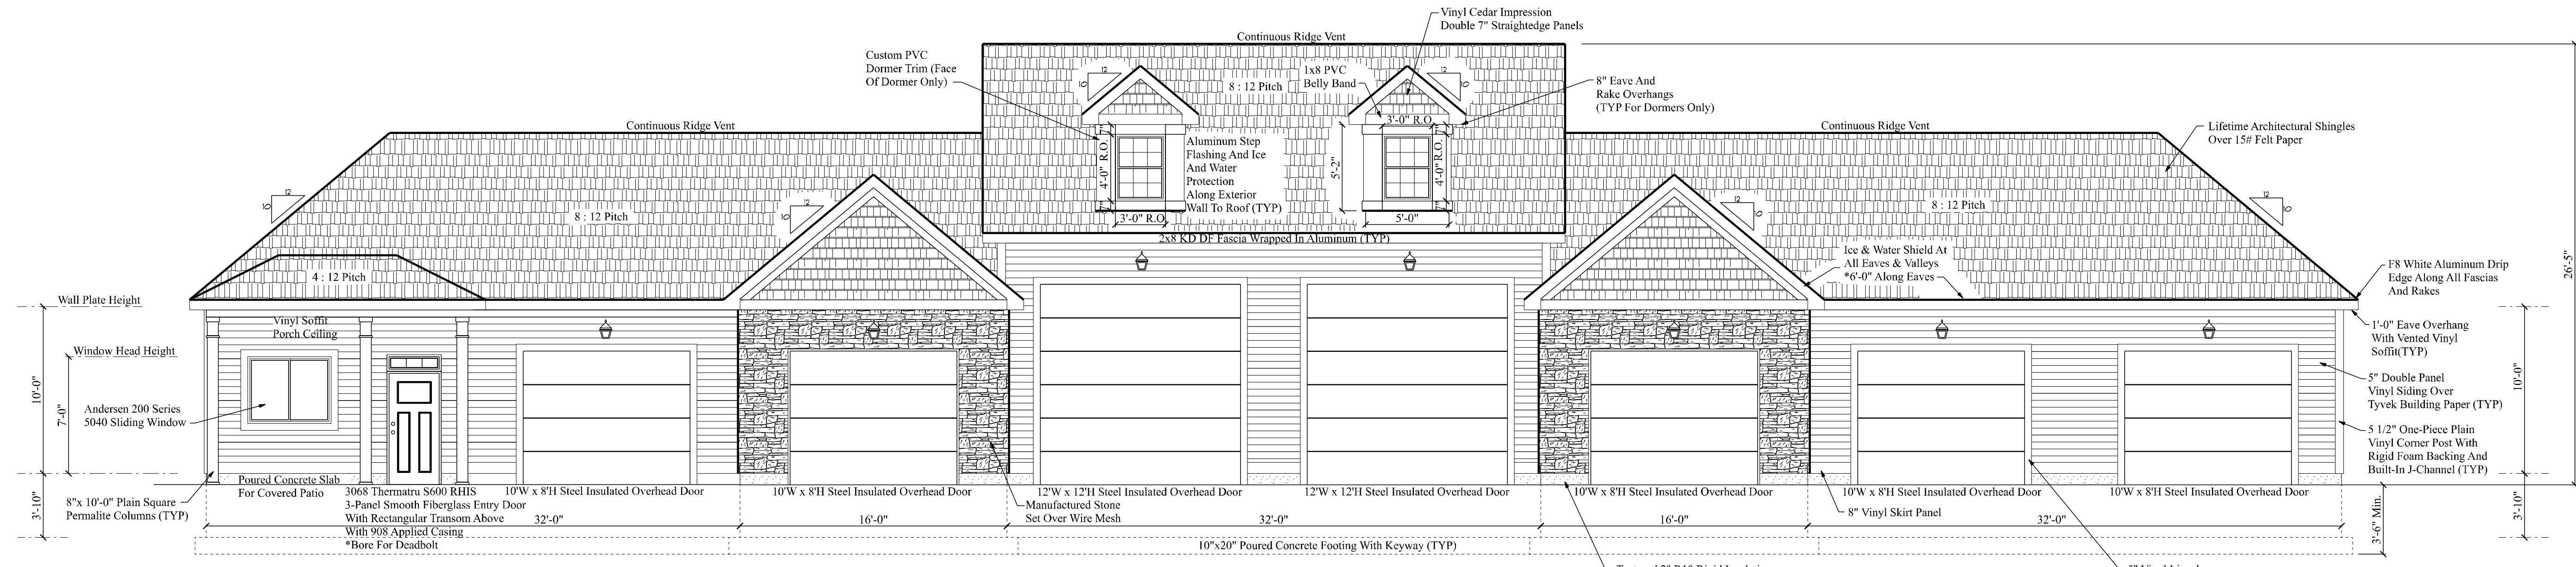 Vinyl Cedar Impression
Double 7" Straightedge Panels
Continuous Ridge Vent
Custom PVC
Dormer Trim (Face
Of Dormer Only)
12
12
1x8 PVC
Belly Band
8 : 12 Pitch
8" Eave And
Rake Overhangs
(TYP For Dormers Only)
Continuous Ridge Vent
Continuous Ridge Vent
Lifetime Architectural Shingles
Over 15# Felt Paper
3'-0" R.O.
7"
7"
Aluminum Step
Flashing And Ice
And Water
Protection
Along Exterior
Wall To Roof (TYP)
4'-0" R.O.
5'-2"
4'-0" R.O.
7"
7"
3'-0" R.O.
5'-0"
12
12
12
12
8 : 12 Pitch
8 : 12 Pitch
2x8 KD DF Fascia Wrapped In Aluminum (TYP)
4 : 12 Pitch
Ice & Water Shield At
All Eaves & Valleys
*6'-0" Along Eaves
F8 White Aluminum Drip
Edge Along All Fascias
And Rakes
26'-5"
Wall Plate Height
Vinyl Soffit
Porch Ceiling
Window Head Height
1'-0" Eave Overhang
With Vented Vinyl
Soffit(TYP)
10'-0"
7'-0"
10'-0"
Andersen 200 Series
5040 Sliding Window
5" Double Panel
Vinyl Siding Over
Tyvek Building Paper (TYP)
5 1/2" One-Piece Plain
Vinyl Corner Post With
Rigid Foam Backing And
Built-In J-Channel (TYP)
Poured Concrete Slab
For Covered Patio
3'-10"
8"x 10'-0" Plain Square
Permalite Columns (TYP)
3068 Thermatru S600 RHIS
3-Panel Smooth Fiberglass Entry Door
With Rectangular Transom Above
With 908 Applied Casing
*Bore For Deadbolt
10'W x 8'H Steel Insulated Overhead Door
10'W x 8'H Steel Insulated Overhead Door
12'W x 12'H Steel Insulated Overhead Door
12'W x 12'H Steel Insulated Overhead Door
10'W x 8'H Steel Insulated Overhead Door
10'W x 8'H Steel Insulated Overhead Door
10'W x 8'H Steel Insulated Overhead Door
Manufactured Stone
Set Over Wire Mesh
8" Vinyl Skirt Panel
32'-0"
16'-0"
32'-0"
16'-0"
32'-0"
3'-6" Min.
3'-10"
10"x20" Poured Concrete Footing With Keyway (TYP)